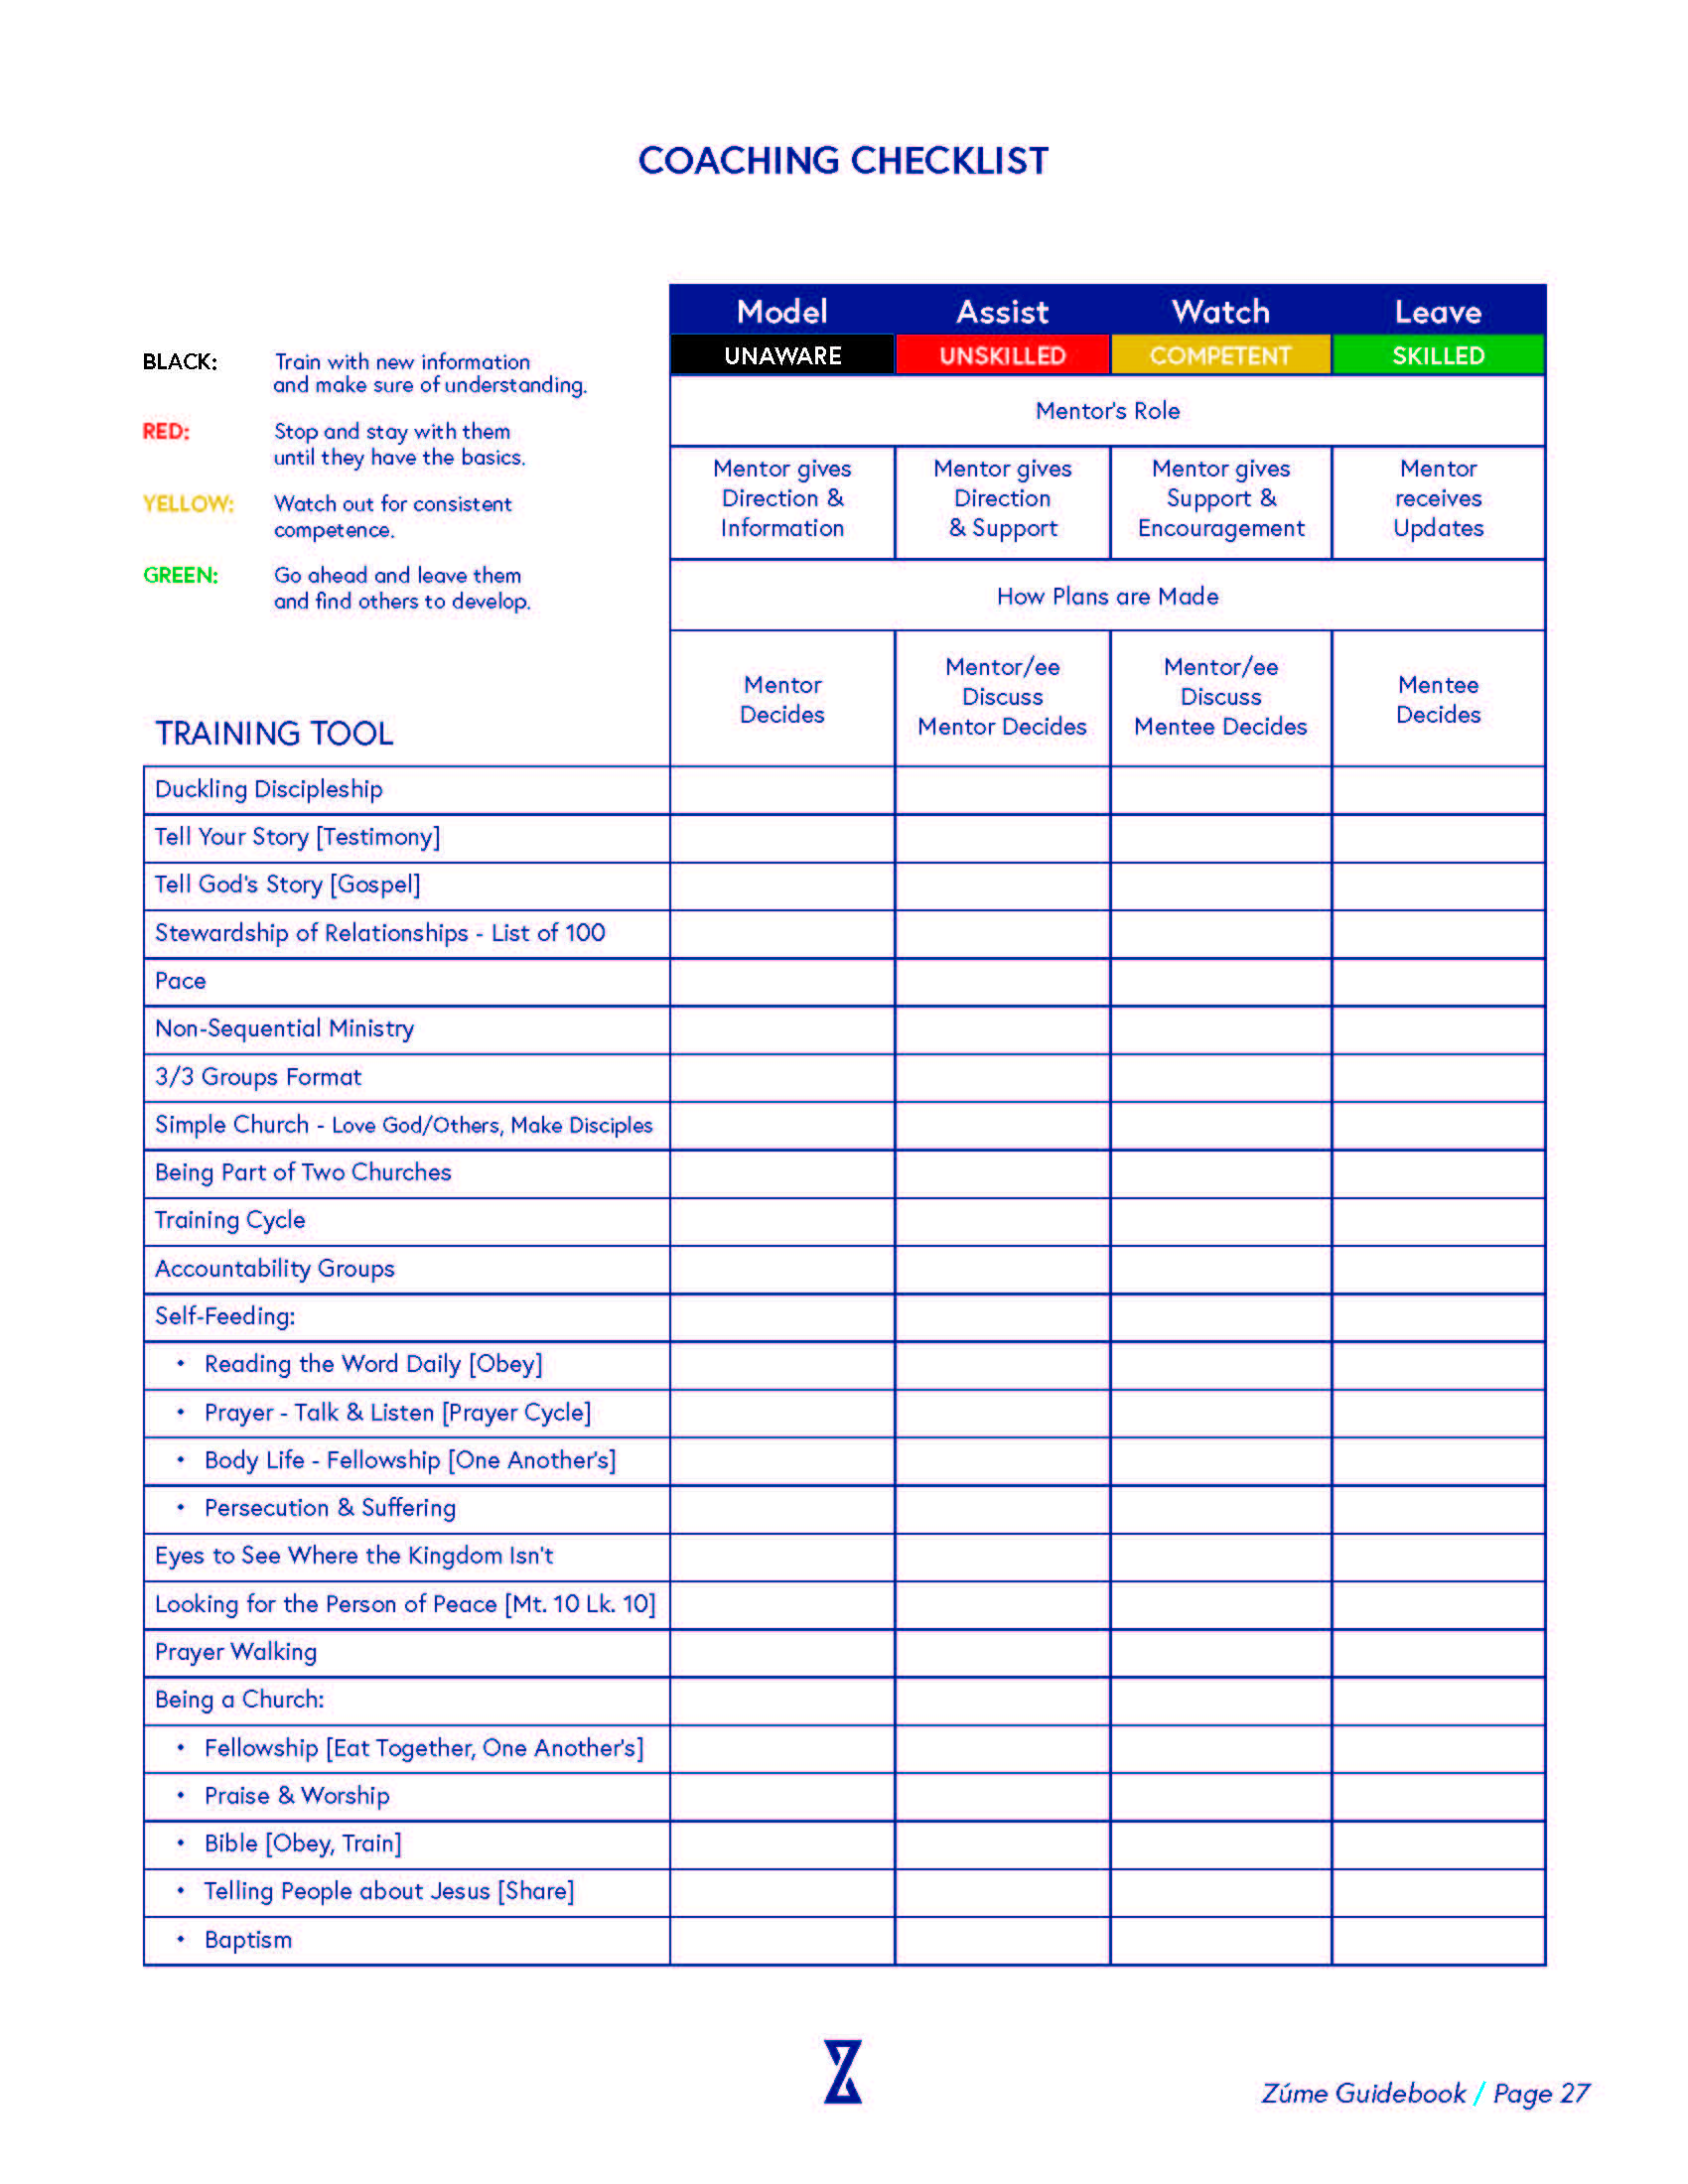 COACHING CHECKLIST
Model Assist Watch Leave
UNAWARE UNSKILLED COMPETENT SKILLED
BLACK: Train with new information
and make sure of understanding.
RED: Stop and stay with them
until they have the basics.
YELLOW: Watch out for consistent
competence.
GREEN: Go ahead and leave them
and find others to develop.
Mentor's Role
Mentor gives
Direction &
Information
Mentor gives
Direction
& Support
Mentor gives
Support &
Encouragement
Mentor
receives
Updates
How Plans are Made
Mentor
Decides
Mentor/ee
Discuss
Mentor Decides
Mentor/ee
Discuss
Mentee Decides
Mentee
Decides
TRAINING TOOL
Duckling Discipleship
Tell Your Story [Testimony]
Tell God's Story [Gospel]
Stewardship of Relationships - List of 100
Pace
Non-Sequential Ministry
3/3 Groups Format
Simple Church - Love God/Others, Make Disciples
Being Part of Two Churches
Training Cycle
Accountability Groups
Self-Feeding:
• Reading the Word Daily [Obey]
• Prayer - Talk & Listen [Prayer Cycle]
• Body Life - Fellowship [One Another's]
• Persecution & Suffering
Eyes to See Where the Kingdom Isn't
Looking for the Person of Peace [Mt. 10 Lk. 10]
Prayer Walking
Being a Church:
• Fellowship [Eat Together, One Another's]
• Praise & Worship
• Bible [Obey, Train]
• Telling People about Jesus [Share]
• Baptism
Zúme Guidebook / Page 27